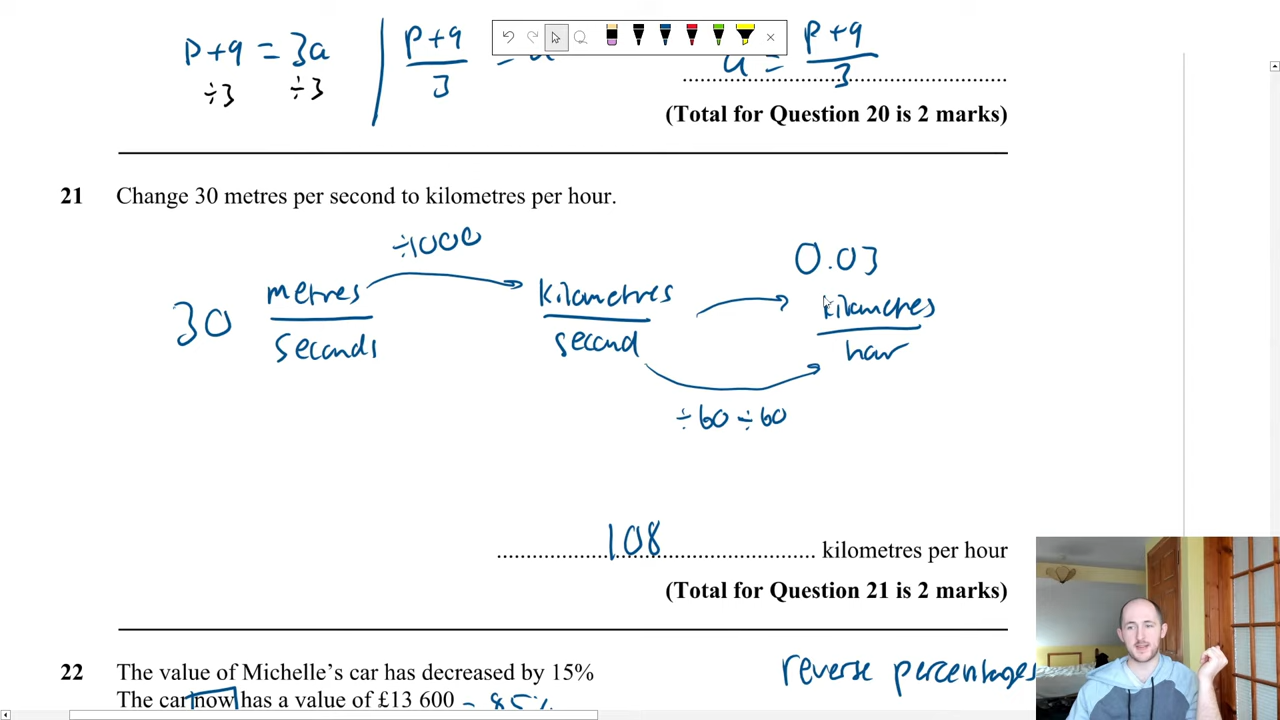 p+9 = 3a
÷3 ÷3
p+9
3
p+9
3
(Total for Question 20 is 2 marks)
21 Change 30 metres per second to kilometres per hour.
÷1000
0.03
30
metres
seconds
kilometres
second
kilometres
hour
÷60 ÷60
108
kilometres per hour
(Total for Question 21 is 2 marks)
22 The value of Michelle's car has decreased by 15%
reverse percentages
The car now has a value of £13 600 = 85%